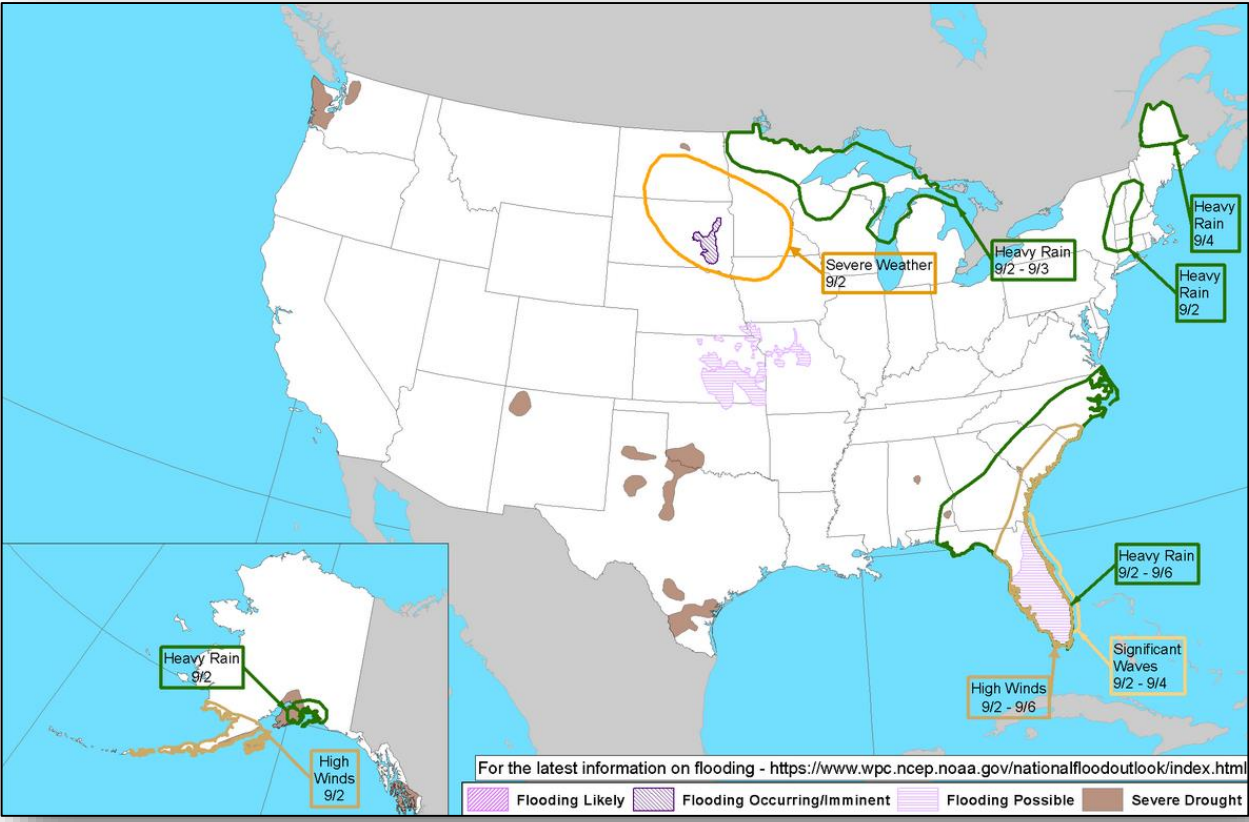 Heavy
Rain
9/4
Heavy Rain
9/2 - 9/3
Severe Weather
9/2
Heavy
Rain
9/2
Heavy Rain
9/2 - 9/6
Significant
Waves
9/2 - 9/4
High Winds
9/2 - 9/6
Heavy Rain
9/2
High
Winds
9/2
For the latest information on flooding - https://www.wpc.ncep.noaa.gov/nationalfloodoutlook/index.html
Flooding Likely
Flooding Occurring/Imminent
Flooding Possible
Severe Drought